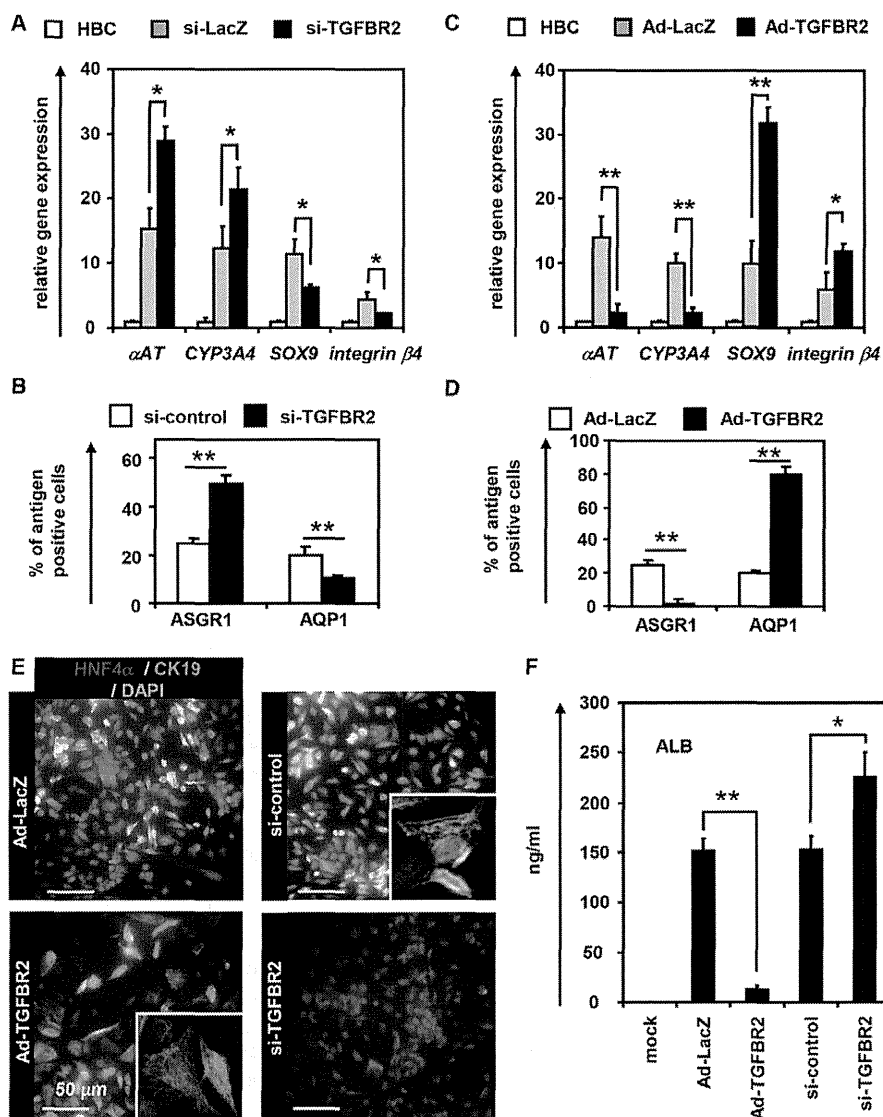 A
HBC si-LacZ si-TGFBR2
relative gene expression
40
30
20
10
0
* * * *
αAT CYP3A4 SOX9 integrin β4
C
HBC Ad-LacZ Ad-TGFBR2
relative gene expression
40
30
20
10
0
** ** ** *
αAT CYP3A4 SOX9 integrin β4
B
si-control si-TGFBR2
% of antigen
positive cells
60
40
20
0
** **
ASGR1 AQP1
D
Ad-LacZ Ad-TGFBR2
% of antigen
positive cells
100
80
60
40
20
0
** **
ASGR1 AQP1
E
HNF4α / CK19
/ DAPI
Ad-LacZ
si-control
Ad-TGFBR2
50 μm
si-TGFBR2
F
ng/ml
300
250
200
150
100
50
0
ALB
** *
mock
Ad-LacZ
Ad-TGFBR2
si-control
si-TGFBR2